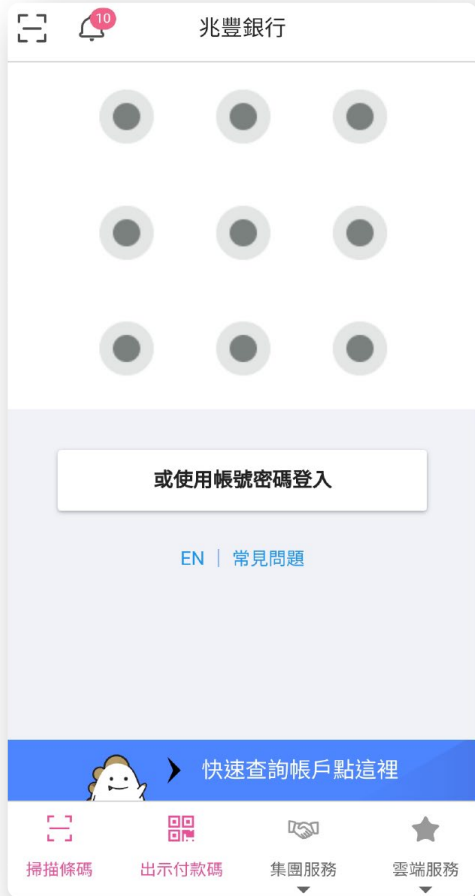 10
兆豐銀行
或使用帳號密碼登入
EN | 常見問題
快速查詢帳戶點這裡
掃描條碼
出示付款碼
集團服務
雲端服務